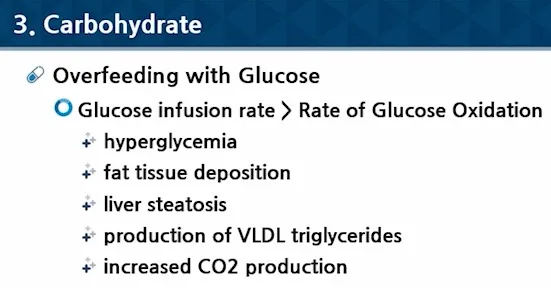 3. Carbohydrate
Overfeeding with Glucose
Glucose infusion rate > Rate of Glucose Oxidation
hyperglycemia
fat tissue deposition
liver steatosis
production of VLDL triglycerides
increased CO2 production